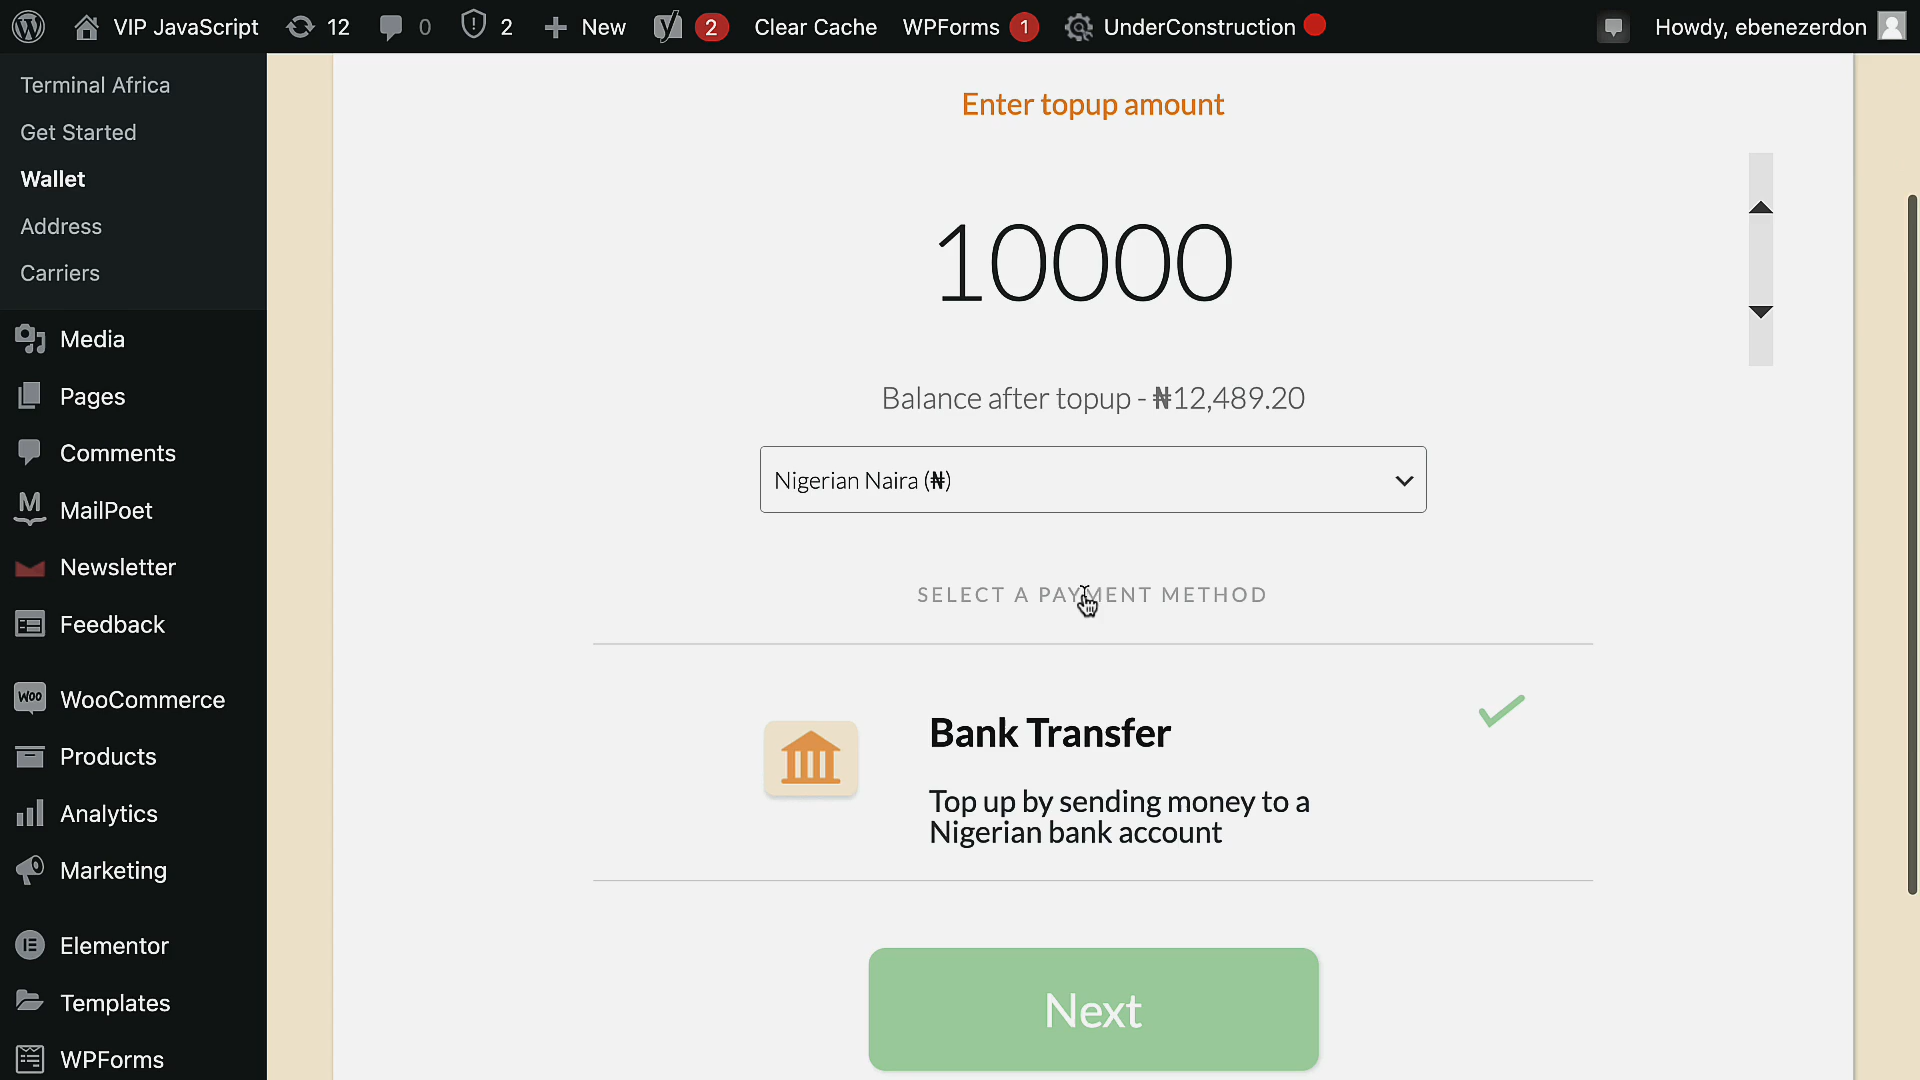 VIP JavaScript
12
0
2
New
2
Clear Cache
WPForms
1
UnderConstruction
Howdy, ebenezerdon
Terminal Africa
Get Started
Wallet
Address
Carriers
Media
Pages
Comments
MailPoet
Newsletter
Feedback
WooCommerce
Products
Analytics
Marketing
Elementor
Templates
WPForms
Enter topup amount
10000
Balance after topup - ₦12,489.20
Nigerian Naira (₦)
SELECT A PAYMENT METHOD
Bank Transfer
Top up by sending money to a
Nigerian bank account
Next